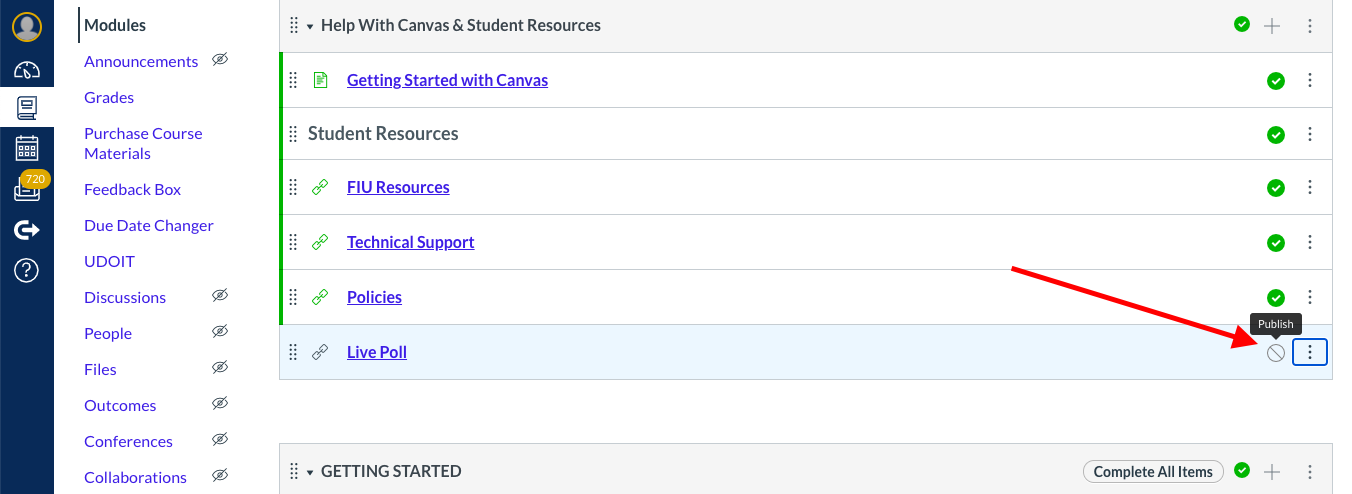 Modules
Announcements
Grades
Purchase Course
Materials
Feedback Box
Due Date Changer
UDOIT
Discussions
People
Files
Outcomes
Conferences
Collaborations
720
Help With Canvas & Student Resources
Getting Started with Canvas
Student Resources
FIU Resources
Technical Support
Policies
Publish
Live Poll
GETTING STARTED
Complete All Items